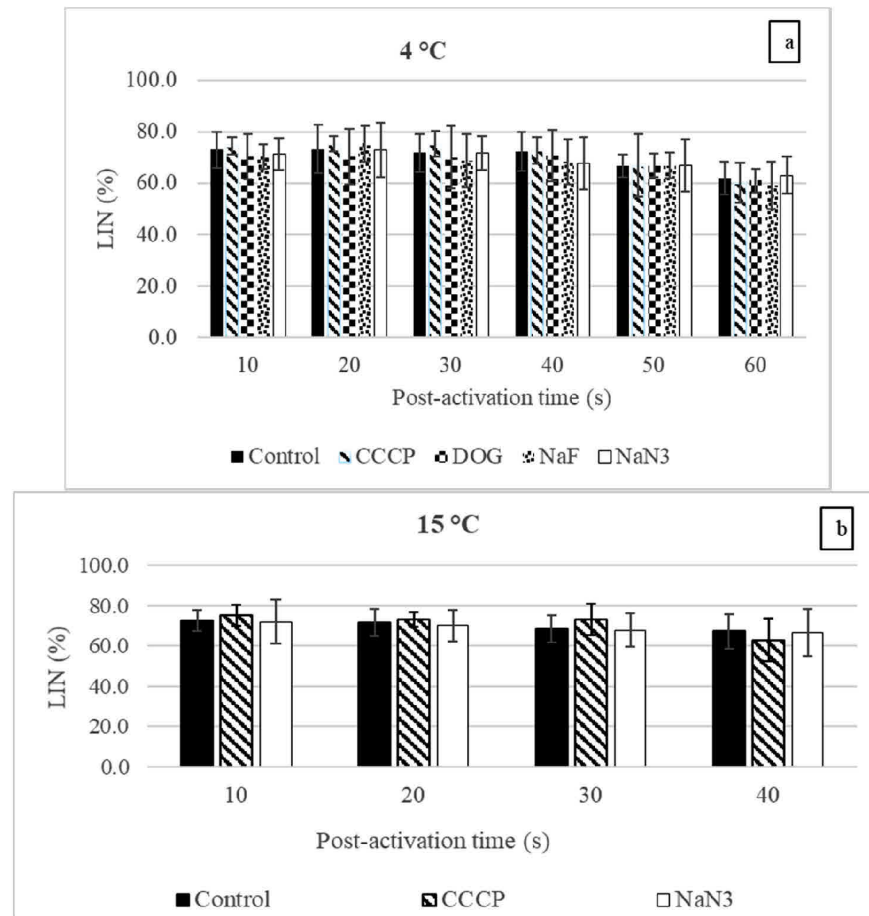 4 °C
a
100.0
80.0
60.0
40.0
20.0
0.0
LIN (%)
10 20 30 40 50 60
Post-activation time (s)
Control CCCP DOG NaF NaN3
15 °C
b
100.0
80.0
60.0
40.0
20.0
0.0
LIN (%)
10 20 30 40
Post-activation time (s)
Control CCCP NaN3